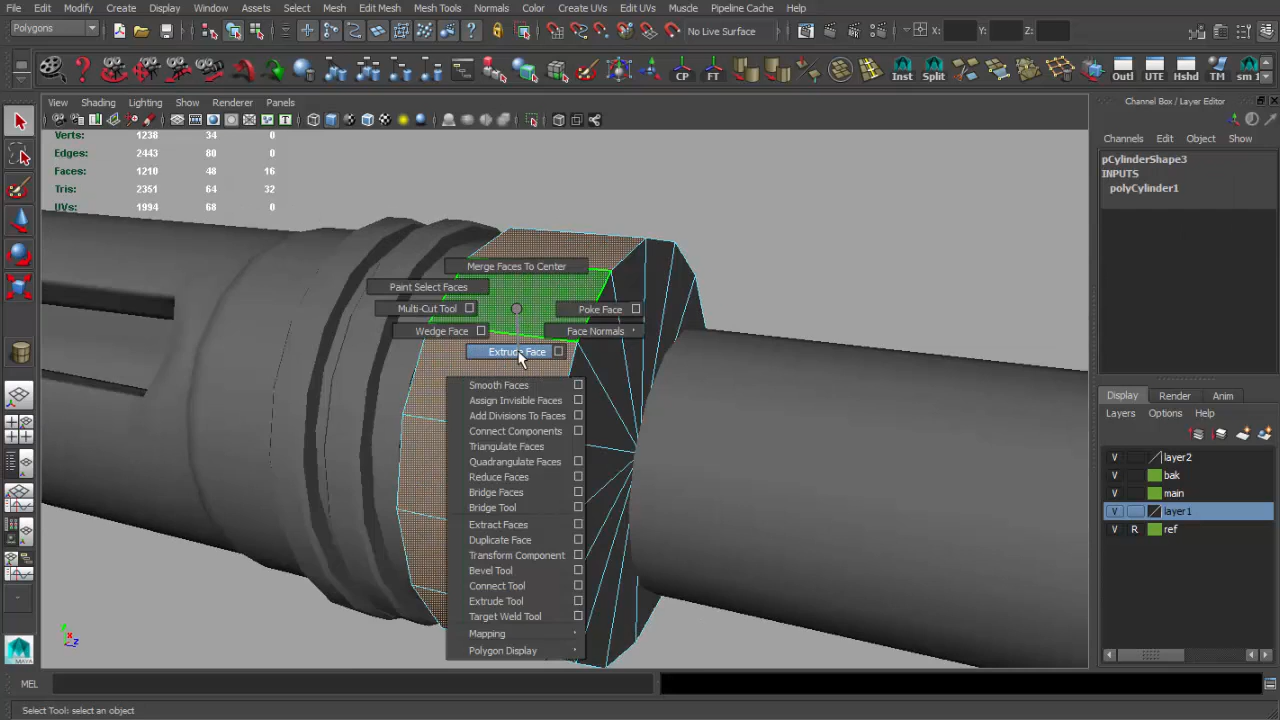 File Edit Modify Create Display Window Assets Select Mesh Edit Mesh Mesh Tools Normals Color Create UVs Edit UVs Muscle Pipeline Cache Help
Polygons
No Live Surface
X:
Y:
Z:
CP FT Inst Split Outl UTE Hshd TM sm 1
View Shading Lighting Show Renderer Panels
Channel Box / Layer Editor
Verts: 1238 34 0
Edges: 2443 80 0
Faces: 1210 48 16
Tris: 2351 64 32
UVs: 1994 68 0
Channels Edit Object Show
pCylinderShape3
INPUTS
polyCylinder1
Merge Faces To Center
Paint Select Faces
Multi-Cut Tool
Poke Face
Wedge Face
Face Normals
Extrude Face
Smooth Faces
Assign Invisible Faces
Add Divisions To Faces
Connect Components
Triangulate Faces
Quadrangulate Faces
Reduce Faces
Bridge Faces
Bridge Tool
Extract Faces
Duplicate Face
Transform Component
Bevel Tool
Connect Tool
Extrude Tool
Target Weld Tool
Mapping
Polygon Display
Display Render Anim
Layers Options Help
V layer2
V bak
V main
V layer1
V R ref
MAYA
MEL
Select Tool: select an object